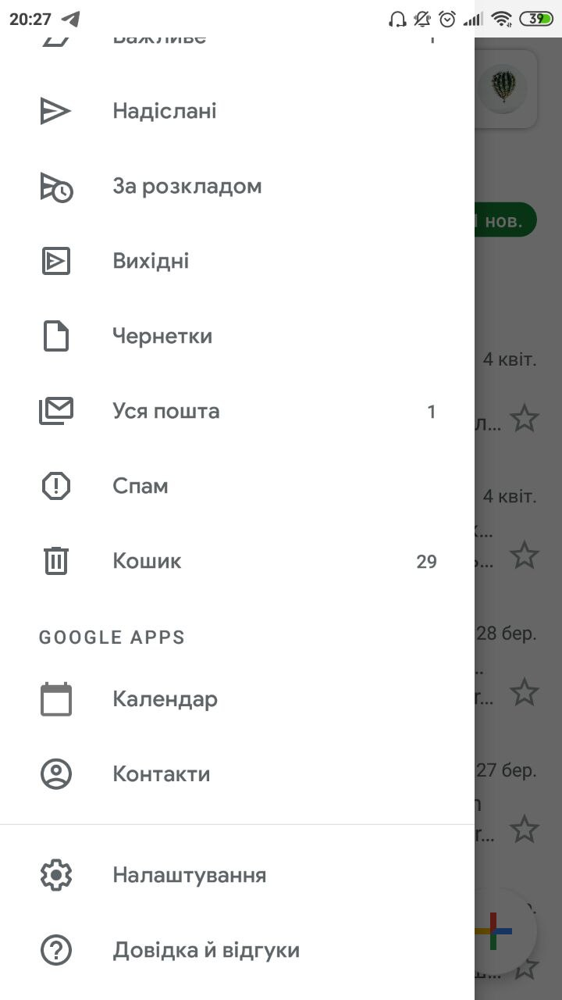 20:27
39
Важливе
1
Надіслані
За розкладом
Вихідні
нов.
Чернетки
4 квіт.
Уся пошта
1
л...
Спам
4 квіт.
Кошик
29
GOOGLE APPS
28 бер.
Календар
r...
Контакти
27 бер.
r...
Налаштування
Довідка й відгуки